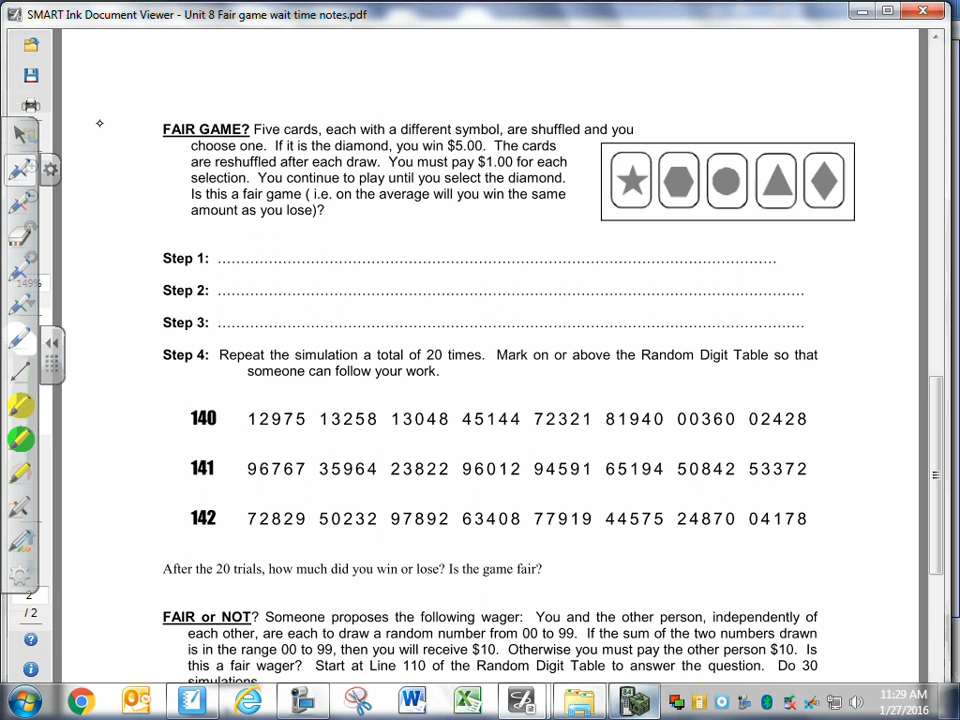 SMART Ink Document Viewer - Unit 8 Fair game wait time notes.pdf
FAIR GAME? Five cards, each with a different symbol, are shuffled and you
choose one. If it is the diamond, you win $5.00. The cards
are reshuffled after each draw. You must pay $1.00 for each
selection. You continue to play until you select the diamond.
Is this a fair game ( i.e. on the average will you win the same
amount as you lose)?
Step 1: ……………………………………………………………………………………………………………
Step 2: …………………………………………………………………………………………………………………
Step 3: …………………………………………………………………………………………………………………
149%
Step 4: Repeat the simulation a total of 20 times. Mark on or above the Random Digit Table so that
someone can follow your work.
140 12975 13258 13048 45144 72321 81940 00360 02428
141 96767 35964 23822 96012 94591 65194 50842 53372
142 72829 50232 97892 63408 77919 44575 24870 04178
After the 20 trials, how much did you win or lose? Is the game fair?
2
/ 2
FAIR or NOT? Someone proposes the following wager: You and the other person, independently of
each other, are each to draw a random number from 00 to 99. If the sum of the two numbers drawn
is in the range 00 to 99, then you will receive $10. Otherwise you must pay the other person $10. Is
this a fair wager? Start at Line 110 of the Random Digit Table to answer the question. Do 30
simulations
11:29 AM
1/27/2016